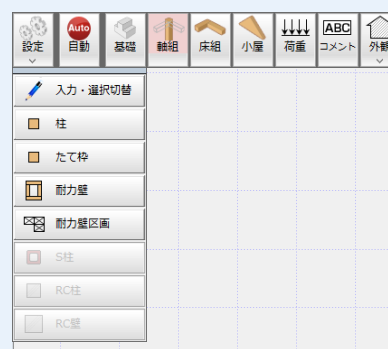 設定
Auto
自動
基礎
軸組
床組
小屋
荷重
ABC
コメント
外観
入力・選択切替
柱
たて枠
耐力壁
耐力壁区画
S柱
RC柱
RC壁